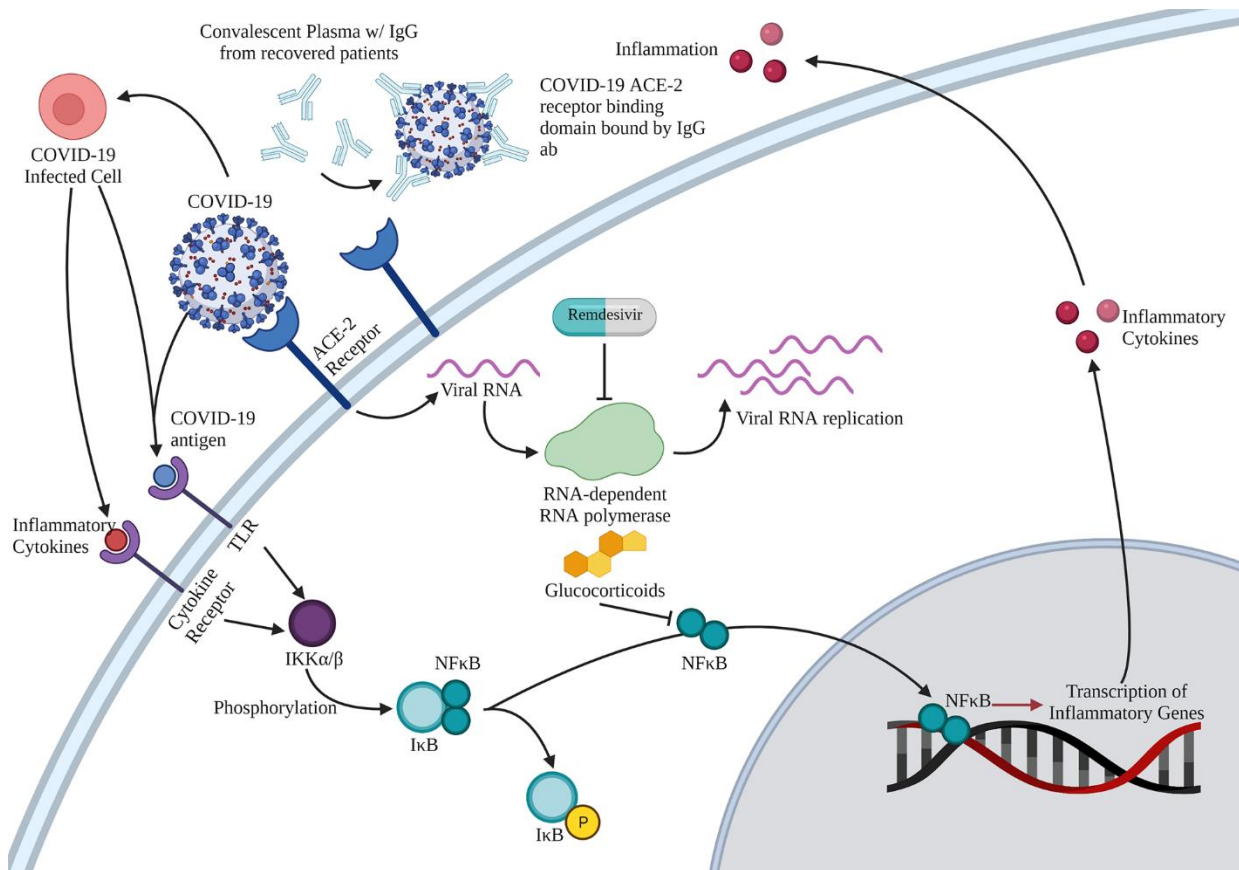 Convalescent Plasma w/ IgG
from recovered patients
Inflammation
COVID-19 ACE-2
receptor binding
domain bound by IgG
ab
COVID-19
Infected Cell
COVID-19
ACE-2
Receptor
Remdesivir
Viral RNA
Viral RNA replication
Inflammatory
Cytokines
COVID-19
antigen
RNA-dependent
RNA polymerase
Inflammatory
Cytokines
TLR
Cytokine
Receptor
Glucocorticoids
IKKα/β
NFκB
NFκB
Phosphorylation
IκB
NFκB
Transcription of
Inflammatory Genes
IκB
P